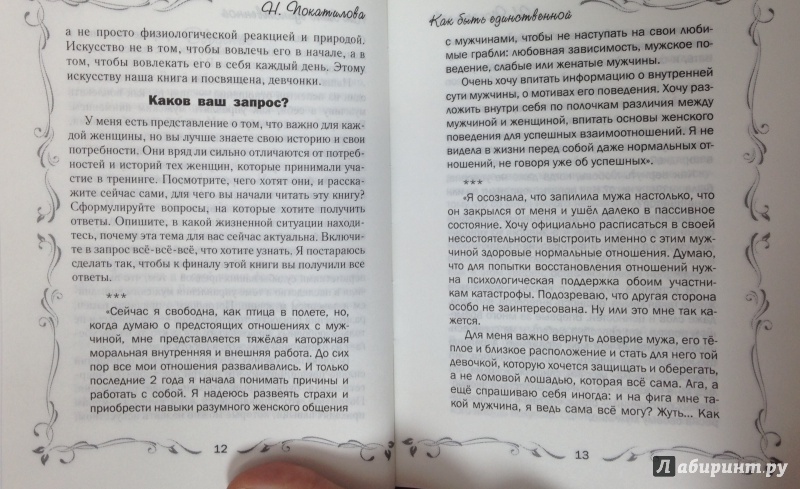 Н. Покатилова
а не просто физиологической реакцией и природой.
Искусство не в том, чтобы вовлечь его в начале, а в
том, чтобы вовлекать его в себя каждый день. Этому
искусству наша книга и посвящена, девчонки.
Каков ваш запрос?
У меня есть представление о том, что важно для каж-
дой женщины, но вы лучше знаете свою историю и свои
потребности. Они вряд ли сильно отличаются от потреб-
ностей и историй тех женщин, которые принимали уча-
стие в тренинге. Посмотрите, чего хотят они, и расска-
жите сейчас сами, для чего вы начали читать эту книгу?
Сформулируйте вопросы, на которые хотите получить
ответы. Опишите, в какой жизненной ситуации находи-
тесь, почему эта тема для вас сейчас актуальна. Включи-
те в запрос всё-всё-всё, что хотите узнать. Я постараюсь
сделать так, чтобы к финалу этой книги вы получили все
ответы.
***
«Сейчас я свободна, как птица в полете, но,
когда думаю о предстоящих отношениях с муж-
чиной, мне представляется тяжёлая каторжная
моральная внутренняя и внешняя работа. До сих
пор все мои отношения разваливались. И только
последние 2 года я начала понимать причины и
работать с собой. Я надеюсь развеять страхи и
приобрести навыки разумного женского общения
12
Как быть единственной
с мужчинами, чтобы не наступать на свои люби-
мые грабли: любовная зависимость, мужское по-
ведение, слабые или женатые мужчины.
Очень хочу впитать информацию о внутренней
сути мужчины, о мотивах его поведения. Хочу раз-
ложить внутри себя по полочкам различия между
мужчиной и женщиной, впитать основы женского
поведения для успешных взаимоотношений. Я не
видела в жизни перед собой даже нормальных от-
ношений, не говоря уже об успешных».
***
«Я осознала, что запилила мужа настолько, что
он закрылся от меня и ушёл далеко в пассивное
состояние. Хочу официально расписаться в своей
несостоятельности выстроить именно с этим муж-
чиной здоровые нормальные отношения. Думаю,
что для попытки восстановления отношений нуж-
на психологическая поддержка обоим участни-
кам катастрофы. Подозреваю, что другая сторона
особо не заинтересована. Ну или это мне так ка-
жется.
Для меня важно вернуть доверие мужа, его тё-
плое и близкое расположение и стать для него той
девочкой, которую хочется защищать и оберегать,
а не ломовой лошадью, которая всё сама. Ага, а
ещё спрашиваю себя иногда: и на фига мне та-
кой мужчина, я ведь сама всё могу? Жуть... Как
13
Лабиринт.ру